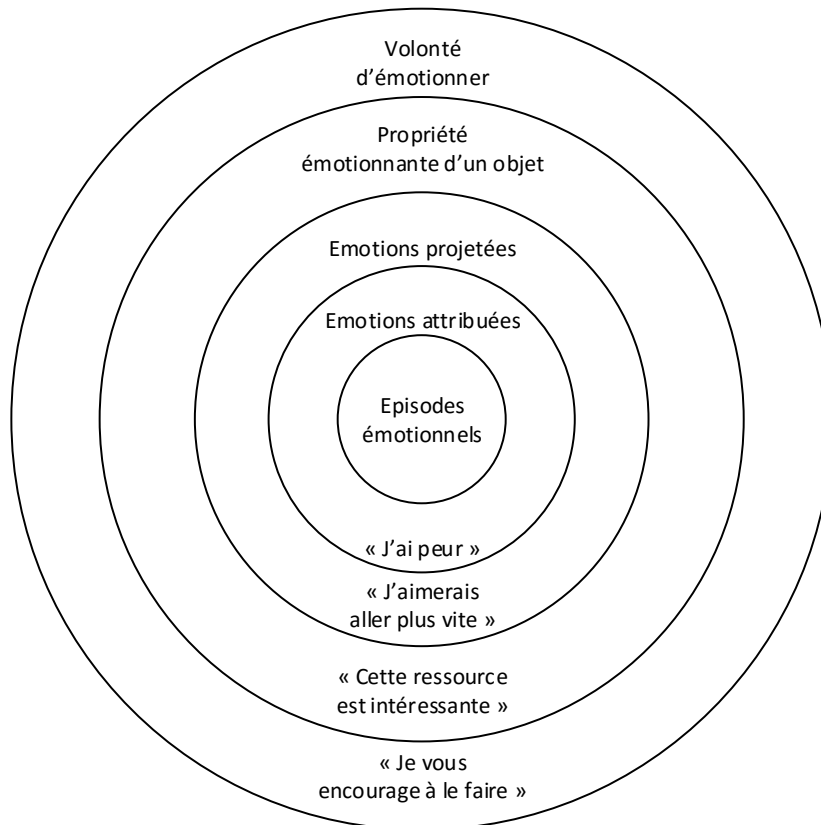 Volonté
d'émotionner
Propriété
émotionnante d'un objet
Emotions projetées
Emotions attribuées
Episodes
émotionnels
« J'ai peur »
« J'aimerais
aller plus vite »
« Cette ressource
est intéressante »
« Je vous
encourage à le faire »